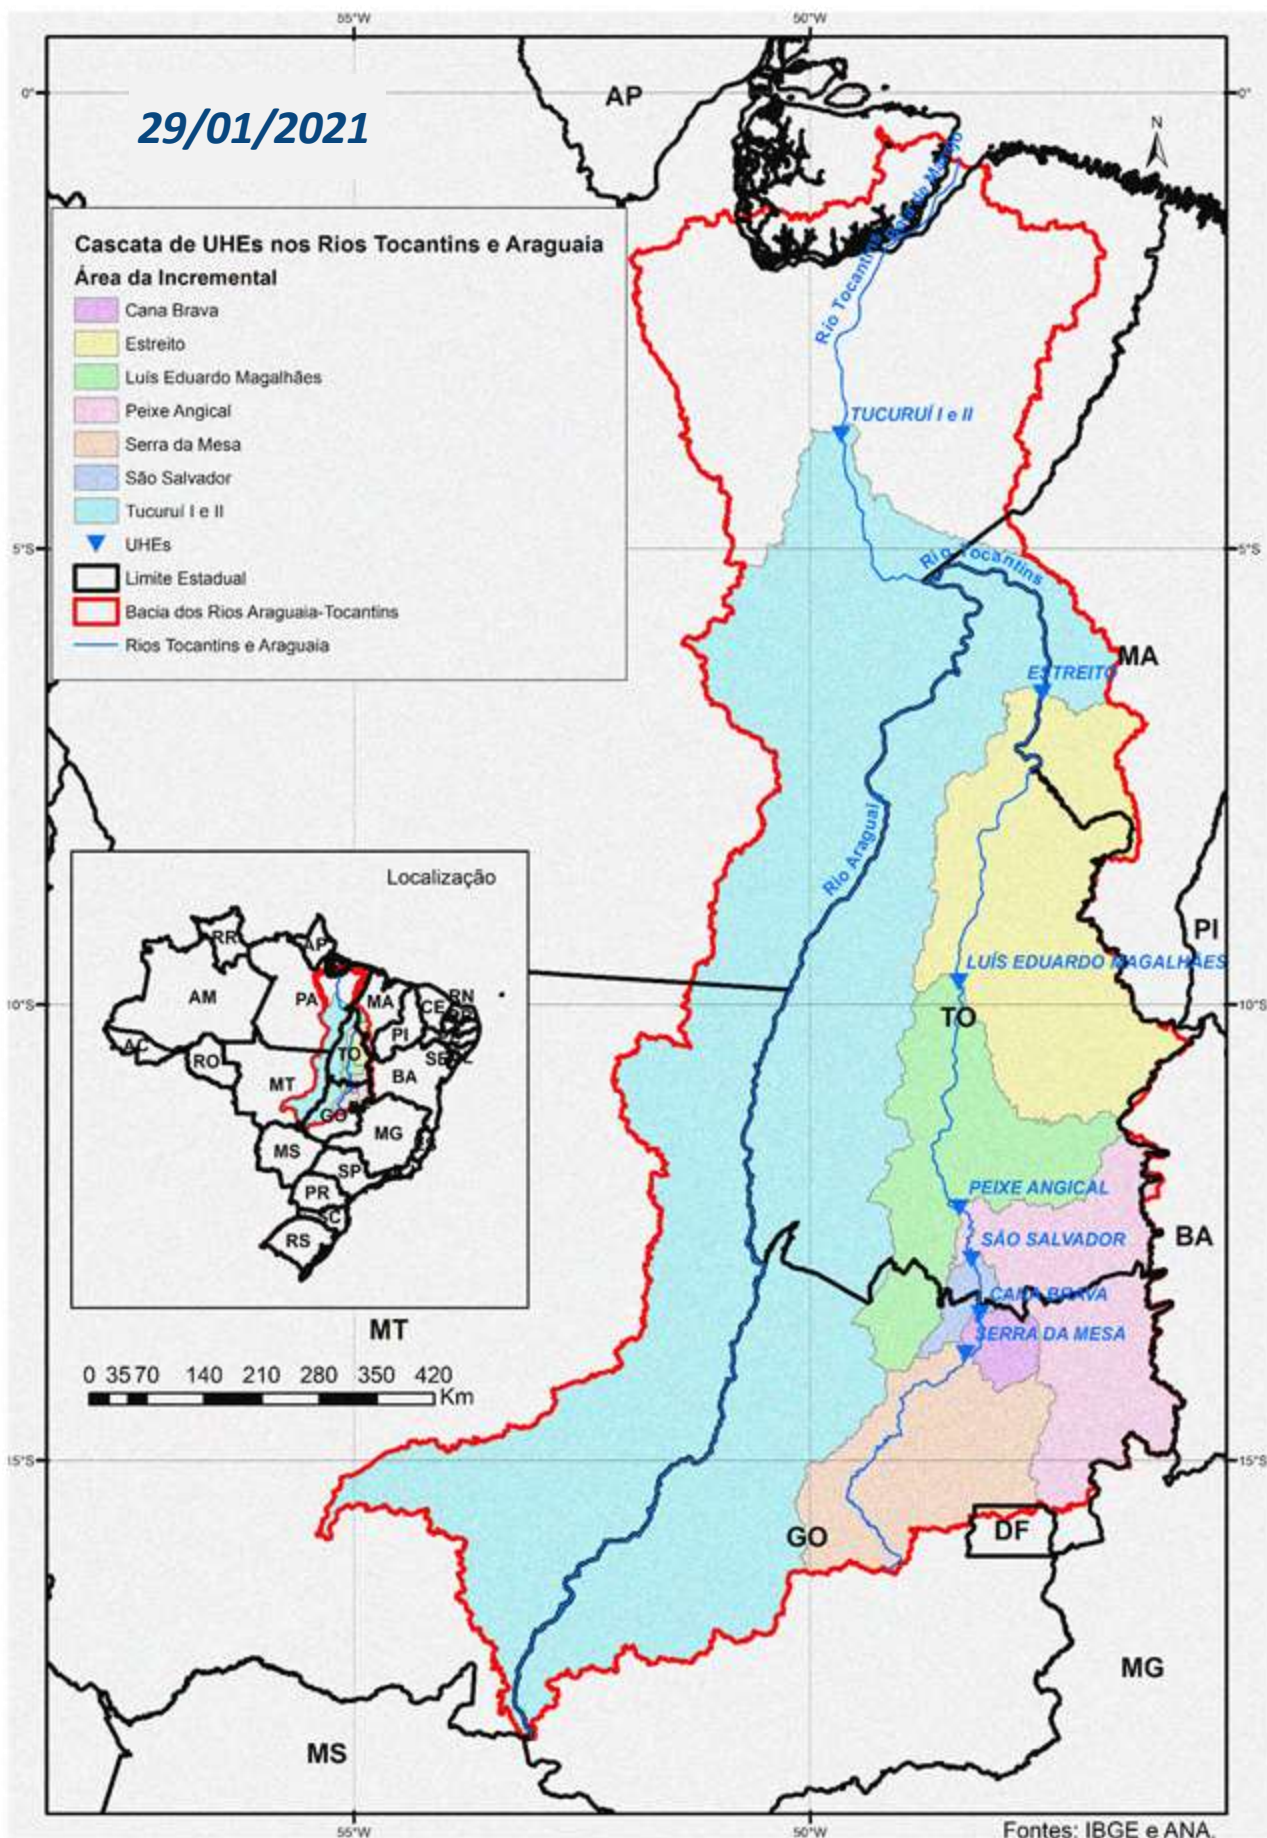 55°W
50°W
0°
0°
AP
29/01/2021
N
Cascata de UHEs nos Rios Tocantins e Araguaia
Área da Incremental
Cana Brava
Estreito
Luís Eduardo Magalhães
Peixe Angical
Serra da Mesa
São Salvador
Tucuruí I e II
UHEs
Limite Estadual
Bacia dos Rios Araguaia-Tocantins
Rios Tocantins e Araguaia
Rio Tocantins
TUCURUÍ I e II
5°S
5°S
Rio Tocantins
MA
ESTREITO
Rio Araguai
PI
LUÍS EDUARDO MAGALHÃES
10°S
10°S
TO
PEIXE ANGICAL
SÃO SALVADOR
BA
CANA BRAVA
SERRA DA MESA
Localização
RR
AP
AM
PA
MA
CE
RN
PI
AC
RO
TO
SE
BA
MT
GO
MG
MS
SP
PR
SC
RS
MT
0 35 70 140 210 280 350 420
Km
15°S
15°S
GO
DF
MG
MS
55°W
50°W
Fontes: IBGE e ANA.